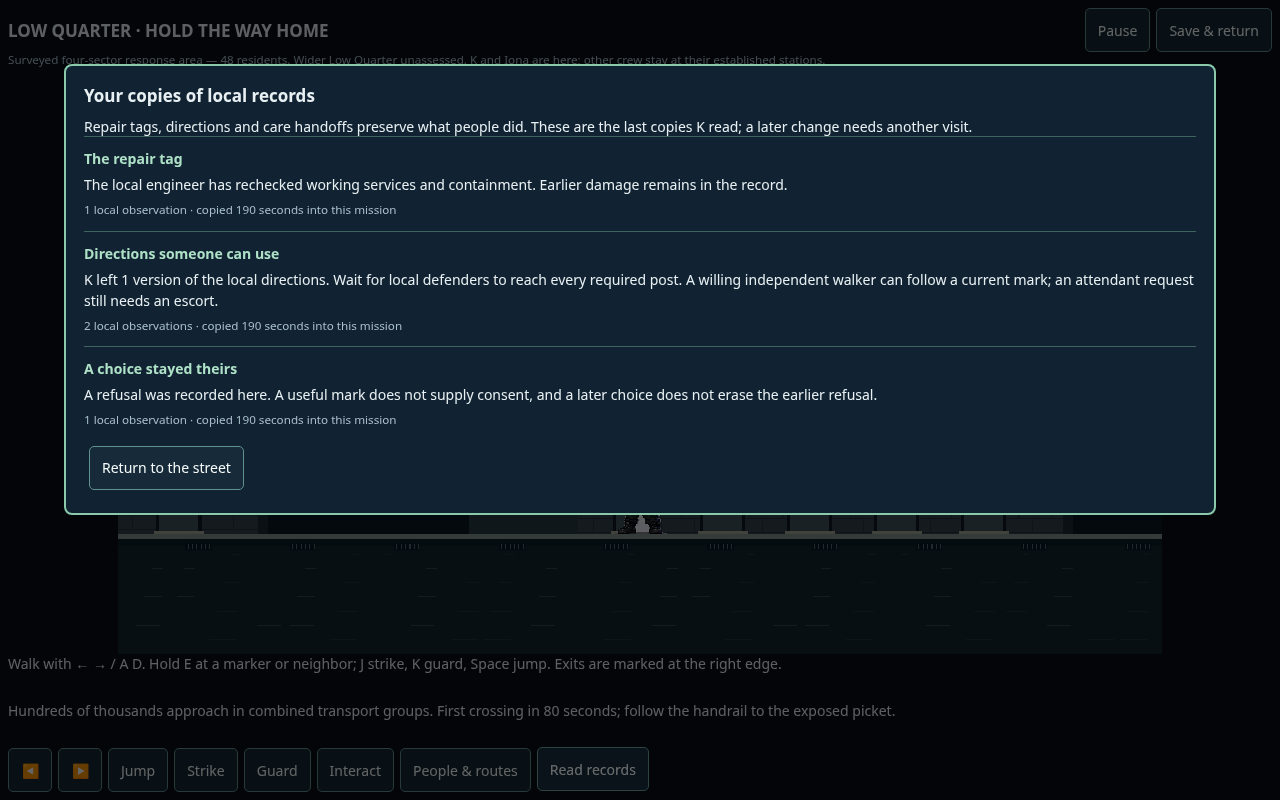 LOW QUARTER · HOLD THE WAY HOME
Pause
Save & return
Surveyed four-sector response area — 48 residents. Wider Low Quarter unassessed. K and Iona are here; other crew stay at their established stations.
Your copies of local records
Repair tags, directions and care handoffs preserve what people did. These are the last copies K read; a later change needs another visit.
The repair tag
The local engineer has rechecked working services and containment. Earlier damage remains in the record.
1 local observation · copied 190 seconds into this mission
Directions someone can use
K left 1 version of the local directions. Wait for local defenders to reach every required post. A willing independent walker can follow a current mark; an attendant request
still needs an escort.
2 local observations · copied 190 seconds into this mission
A choice stayed theirs
A refusal was recorded here. A useful mark does not supply consent, and a later choice does not erase the earlier refusal.
1 local observation · copied 190 seconds into this mission
Return to the street
Walk with ← → / A D. Hold E at a marker or neighbor; J strike, K guard, Space jump. Exits are marked at the right edge.
Hundreds of thousands approach in combined transport groups. First crossing in 80 seconds; follow the handrail to the exposed picket.
Jump
Strike
Guard
Interact
People & routes
Read records